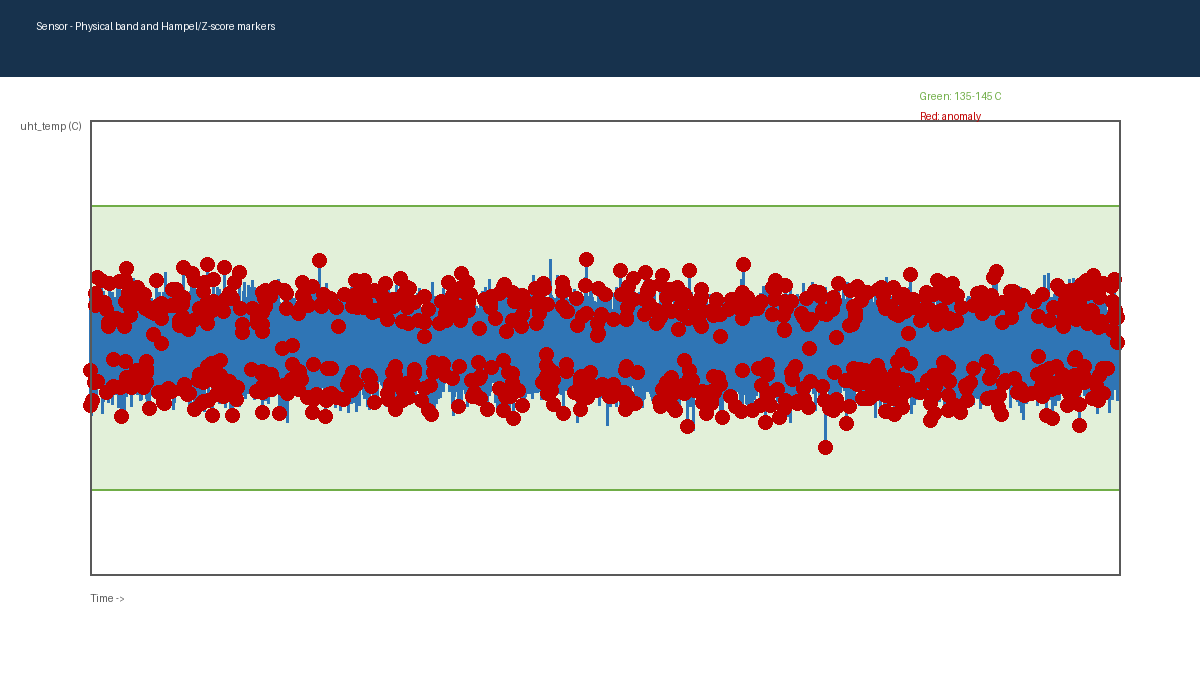 Sensor - Physical band and Hampel/Z-score markers
Green: 135-145 C
Red: anomaly
uht_temp (C)
Time ->